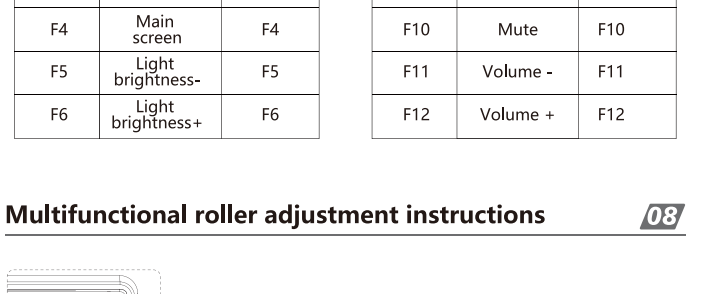 F4 Main screen F4
F5 Light brightness- F5
F6 Light brightness+ F6
F10 Mute F10
F11 Volume - F11
F12 Volume + F12
Multifunctional roller adjustment instructions 08